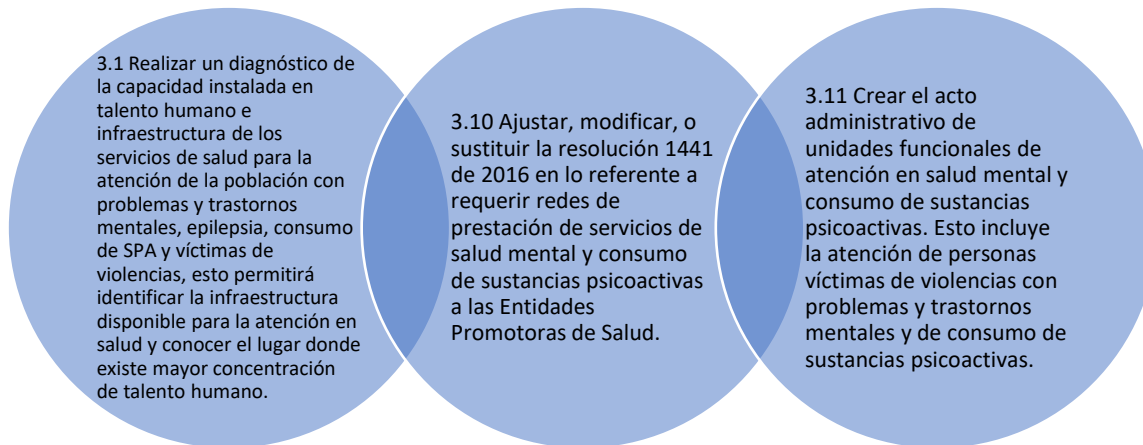 3.1 Realizar un diagnóstico de
la capacidad instalada en
talento humano e
infraestructura de los
servicios de salud para la
atención de la población con
problemas y trastornos
mentales, epilepsia, consumo
de SPA y víctimas de
violencias, esto permitirá
identificar la infraestructura
disponible para la atención en
salud y conocer el lugar donde
existe mayor concentración
de talento humano.
3.10 Ajustar, modificar, o
sustituir la resolución 1441
de 2016 en lo referente a
requerir redes de
prestación de servicios de
salud mental y consumo
de sustancias psicoactivas
a las Entidades
Promotoras de Salud.
3.11 Crear el acto
administrativo de
unidades funcionales de
atención en salud mental y
consumo de sustancias
psicoactivas. Esto incluye
la atención de personas
víctimas de violencias con
problemas y trastornos
mentales y de consumo de
sustancias psicoactivas.